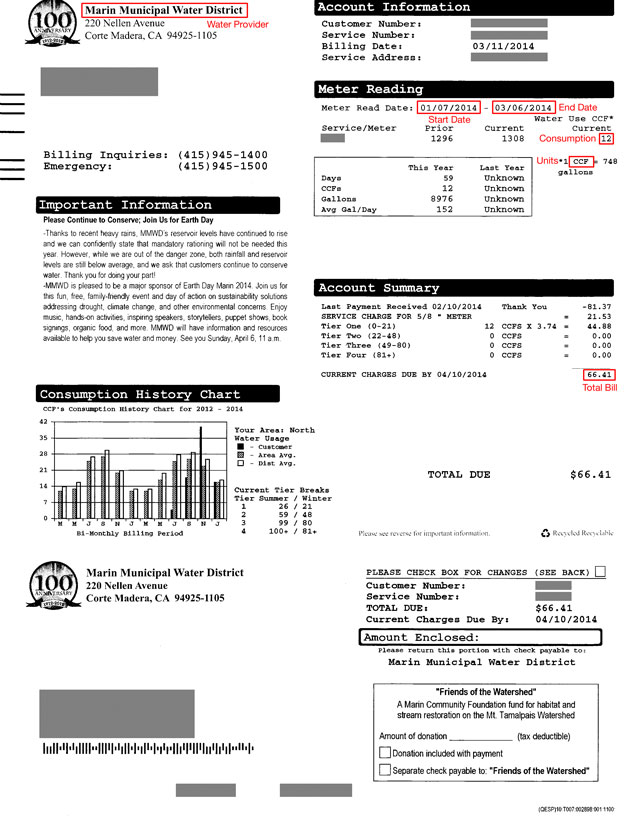 100
ANNIVERSARY
1912-2012
Marin Municipal Water District
220 Nellen Avenue Water Provider
Corte Madera, CA 94925-1105
Billing Inquiries: (415)945-1400
Emergency: (415)945-1500
Account Information
Customer Number:
Service Number:
Billing Date: 03/11/2014
Service Address:
Meter Reading
Meter Read Date: 01/07/2014 - 03/06/2014 End Date
Start Date Water Use CCF*
Service/Meter Prior Current Current
1296 1308 Consumption 12
Units*1 CCF = 748
gallons
This Year Last Year
Days 59 Unknown
CCFs 12 Unknown
Gallons 8976 Unknown
Avg Gal/Day 152 Unknown
Important Information
Please Continue to Conserve; Join Us for Earth Day
-Thanks to recent heavy rains, MMWD's reservoir levels have continued to rise
and we can confidently state that mandatory rationing will not be needed this
year. However, while we are out of the danger zone, both rainfall and reservoir
levels are still below average, and we ask that customers continue to conserve
water. Thank you for doing your part!
-MMWD is pleased to be a major sponsor of Earth Day Marin 2014. Join us for
this fun, free, family-friendly event and day of action on sustainability solutions
addressing drought, climate change, and other environmental concerns. Enjoy
music, hands-on activities, inspiring speakers, storytellers, puppet shows, book
signings, organic food, and more. MMWD will have information and resources
available to help you save water and money. See you Sunday, April 6, 11 a.m.
Account Summary
Last Payment Received 02/10/2014 Thank You -81.37
SERVICE CHARGE FOR 5/8 " METER = 21.53
Tier One (0-21) 12 CCFS X 3.74 = 44.88
Tier Two (22-48) 0 CCFS = 0.00
Tier Three (49-80) 0 CCFS = 0.00
Tier Four (81+) 0 CCFS = 0.00
CURRENT CHARGES DUE BY 04/10/2014 66.41
Total Bill
Consumption History Chart
CCF's Consumption History Chart for 2012 - 2014
42
35
28
21
14
7
0
M M J S N J M M J S N J
Bi-Monthly Billing Period
Your Area: North
Water Usage
- Customer
- Area Avg.
- Dist Avg.
Current Tier Breaks
Tier Summer / Winter
1 26 / 21
2 59 / 48
3 99 / 80
4 100+ / 81+
TOTAL DUE $66.41
Please see reverse for important information. Recycled Recyclable
100
ANNIVERSARY
1912-2012
Marin Municipal Water District
220 Nellen Avenue
Corte Madera, CA 94925-1105
PLEASE CHECK BOX FOR CHANGES (SEE BACK)
Customer Number:
Service Number:
TOTAL DUE: $66.41
Current Charges Due By: 04/10/2014
Amount Enclosed:
Please return this portion with check payable to:
Marin Municipal Water District
"Friends of the Watershed"
A Marin Community Foundation fund for habitat and
stream restoration on the Mt. Tamalpais Watershed
Amount of donation ____________ (tax deductible)
Donation included with payment
Separate check payable to: "Friends of the Watershed"
(QESP)10 T007:002898:001:1100